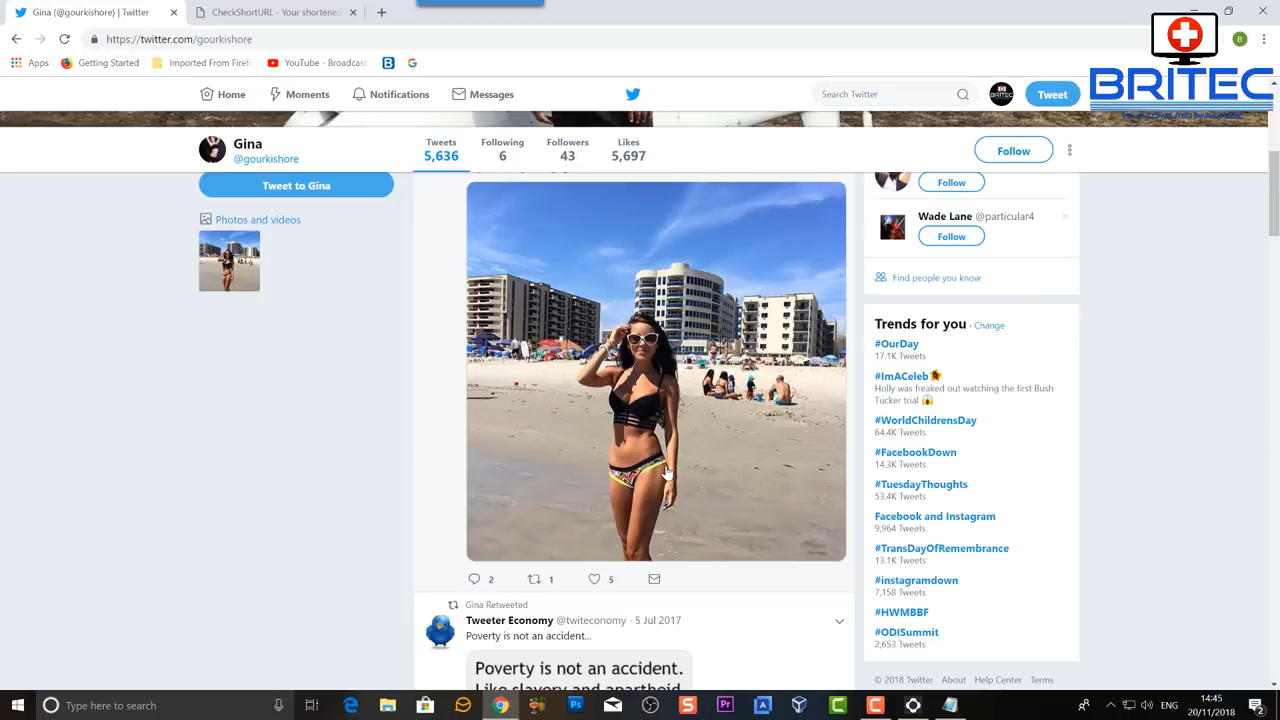 Gina (@gourkishore) | Twitter
CheckShortURL - Your shortened
https://twitter.com/gourkishore
B
Apps
Getting Started
Imported From Firef
YouTube - Broadcast
BRITEC
Home
Moments
Notifications
Messages
Search Twitter
Tweet
Gina
@gourkishore
Tweets
5,636
Following
6
Followers
43
Likes
5,697
Follow
Tweet to Gina
Photos and videos
Follow
Wade Lane @particular4
Follow
Find people you know
Trends for you · Change
#OurDay
17.1K Tweets
#ImACeleb
Holly was freaked out watching the first Bush
Tucker trial
#WorldChildrensDay
64.4K Tweets
#FacebookDown
14.3K Tweets
#TuesdayThoughts
53.4K Tweets
Facebook and Instagram
9,964 Tweets
#TransDayOfRemembrance
13.1K Tweets
#instagramdown
7,158 Tweets
#HWMBBF
#ODISummit
2,653 Tweets
2 1 5
Gina Retweeted
Tweeter Economy @twiteconomy · 5 Jul 2017
Poverty is not an accident...
Poverty is not an accident.
Like slavery and apartheid
© 2018 Twitter About Help Center Terms
Type here to search
ENG
14:45
20/11/2018
2